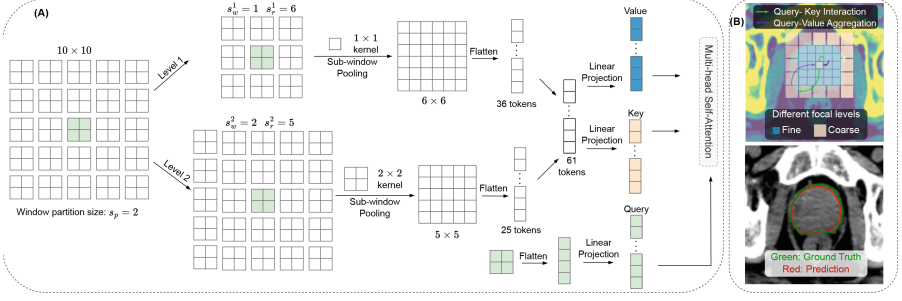 (A)
10 × 10
Window partition size: s_p = 2
Level 1
Level 2
s_w^1 = 1 s_r^1 = 6
1 × 1
kernel
Sub-window
Pooling
6 × 6
Flatten
36 tokens
s_w^2 = 2 s_r^2 = 5
2 × 2
kernel
Sub-window
Pooling
5 × 5
Flatten
25 tokens
61
tokens
Flatten
Linear
Projection
Value
Linear
Projection
Key
Linear
Projection
Query
Multi-head Self-Attention
(B)
Query- Key Interaction
Query-Value Aggregation
Different focal levels
Fine
Coarse
Green: Ground Truth
Red: Prediction